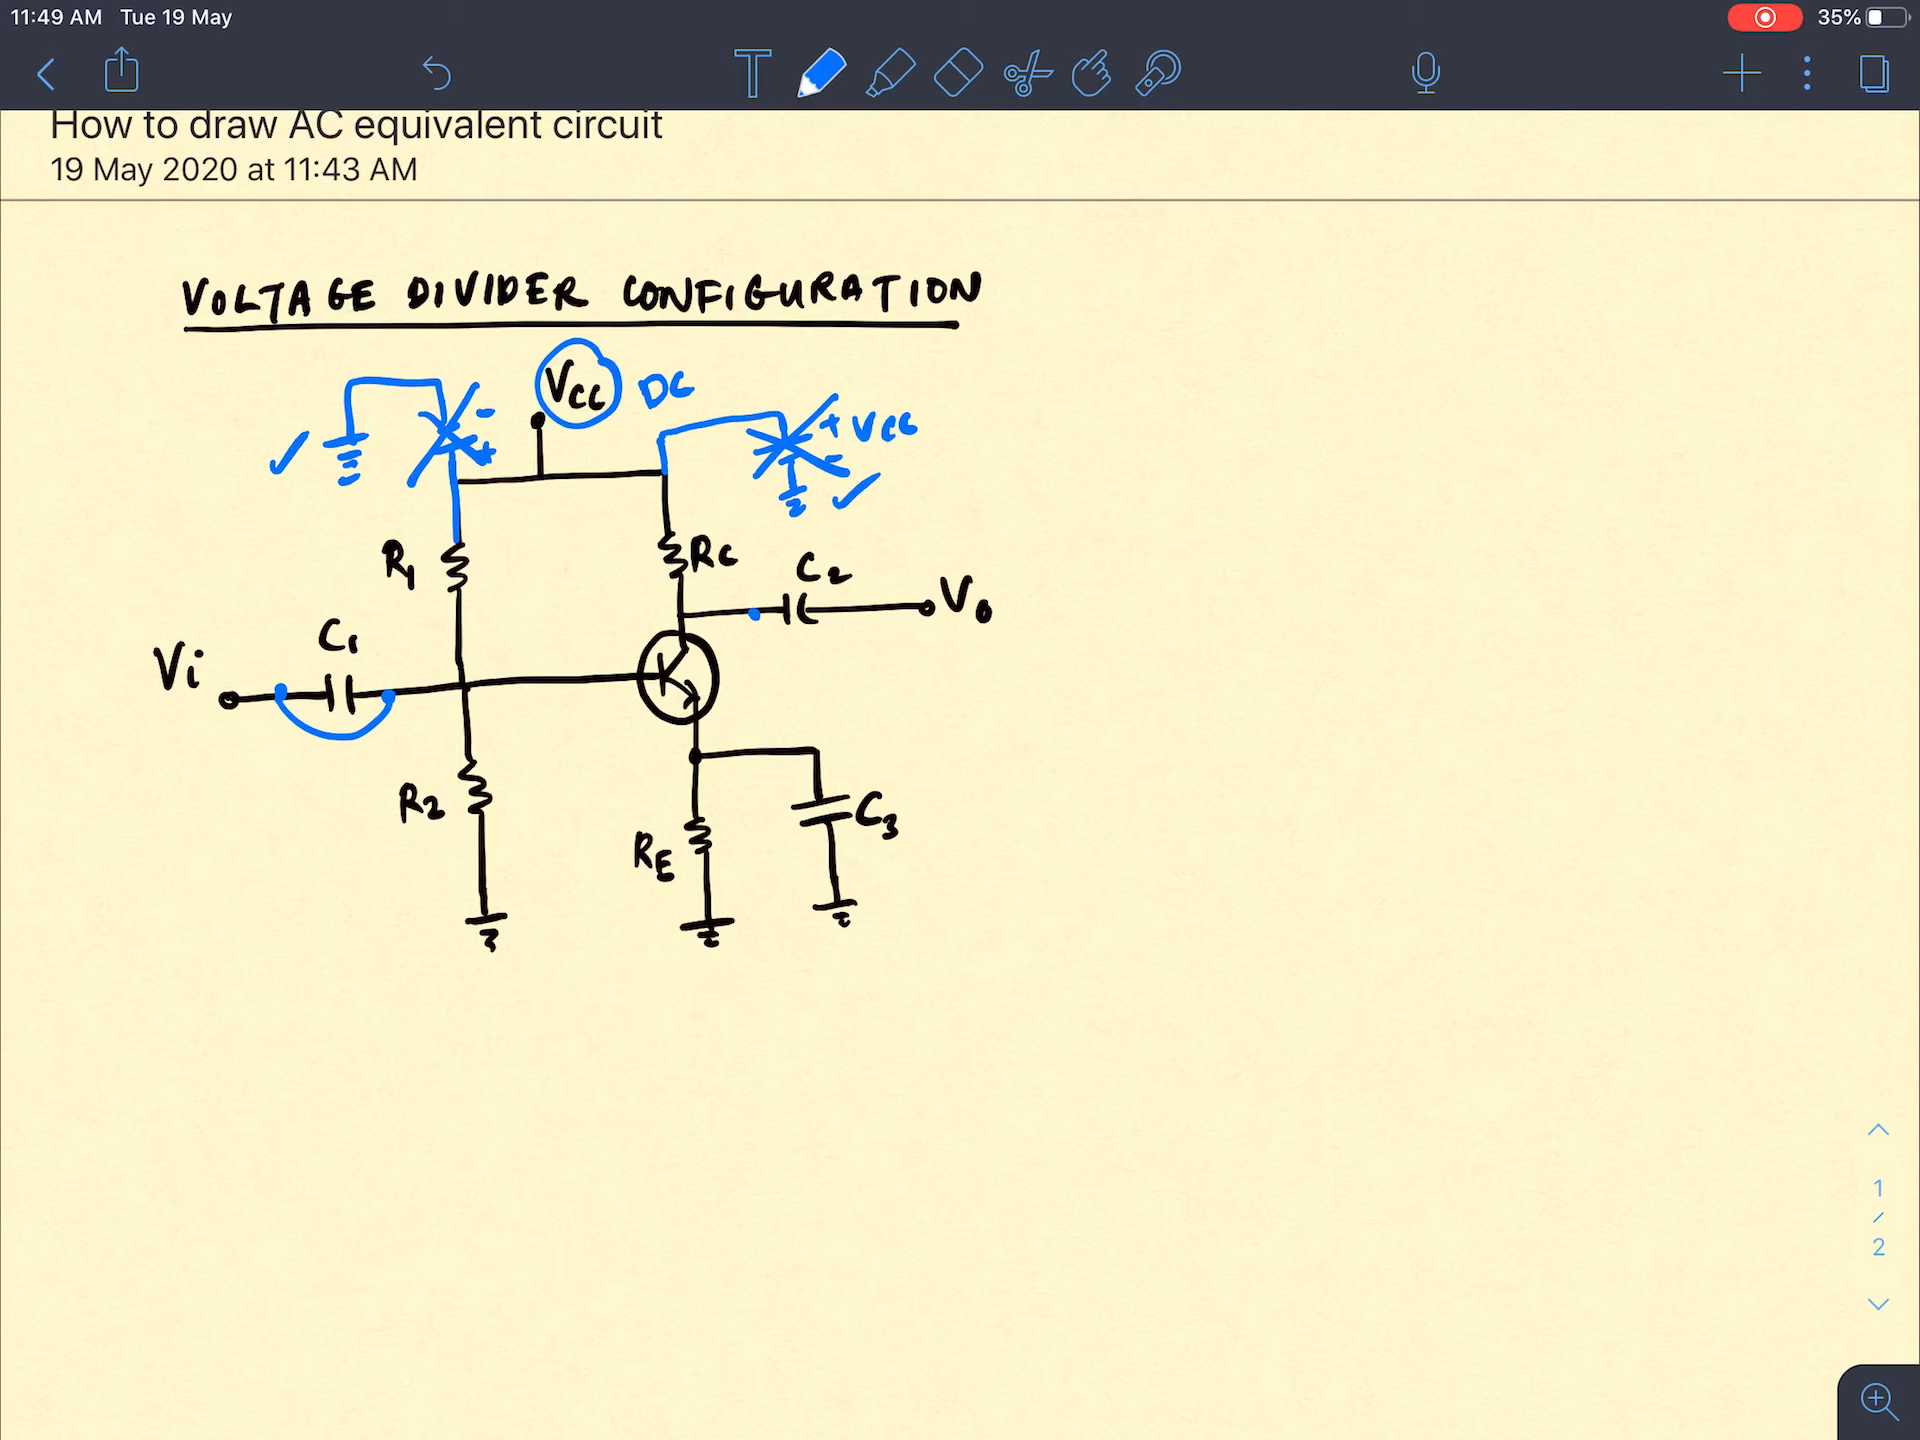 11:49 AM Tue 19 May
35%
T
How to draw AC equivalent circuit
19 May 2020 at 11:43 AM
VOLTAGE DIVIDER CONFIGURATION
VCC DC
- + VCC
+ -
R1 RC C2 Vo
C1
Vi
R2 RE C3
1
/
2